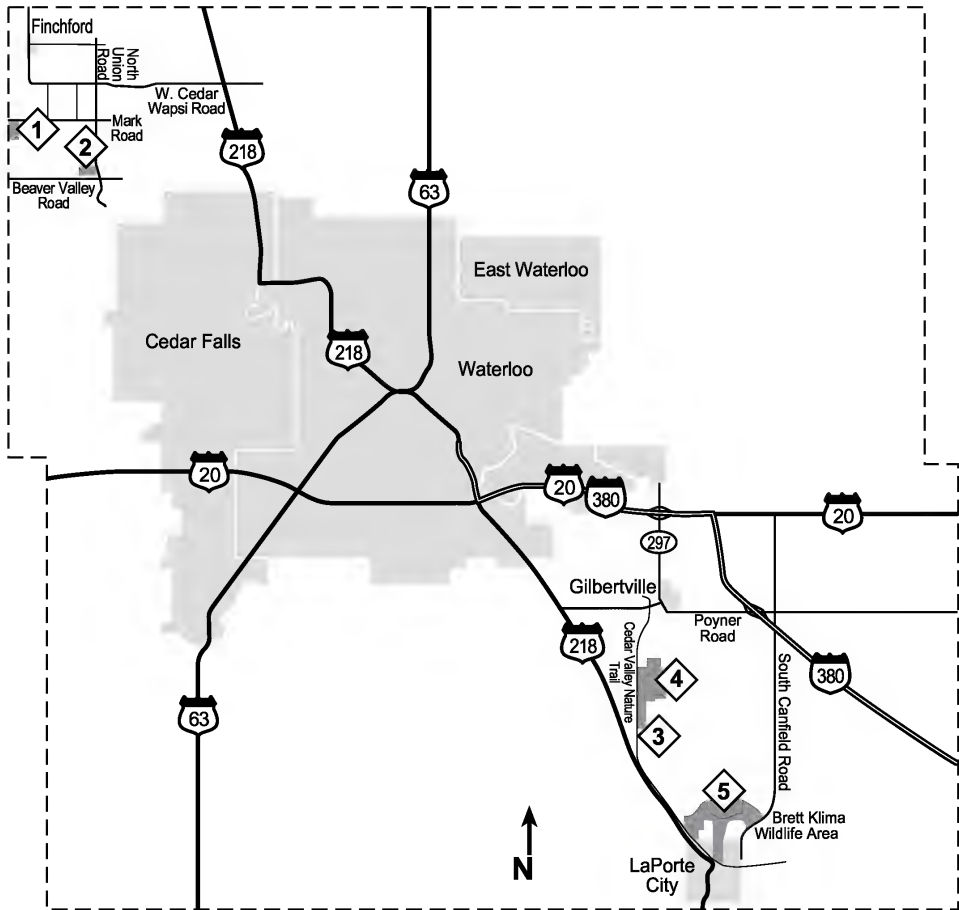 Finchford
North
Union
Road
W. Cedar
Wapsi Road
Mark
Road
1
2
Beaver Valley
Road
218
63
East Waterloo
Cedar Falls
218
Waterloo
20
20
380
20
297
Gilbertville
Poyner
Road
218
Cedar Valley Nature
Trail
4
380
South Canfield Road
63
3
5
Brett Klima
Wildlife Area
N
LaPorte
City